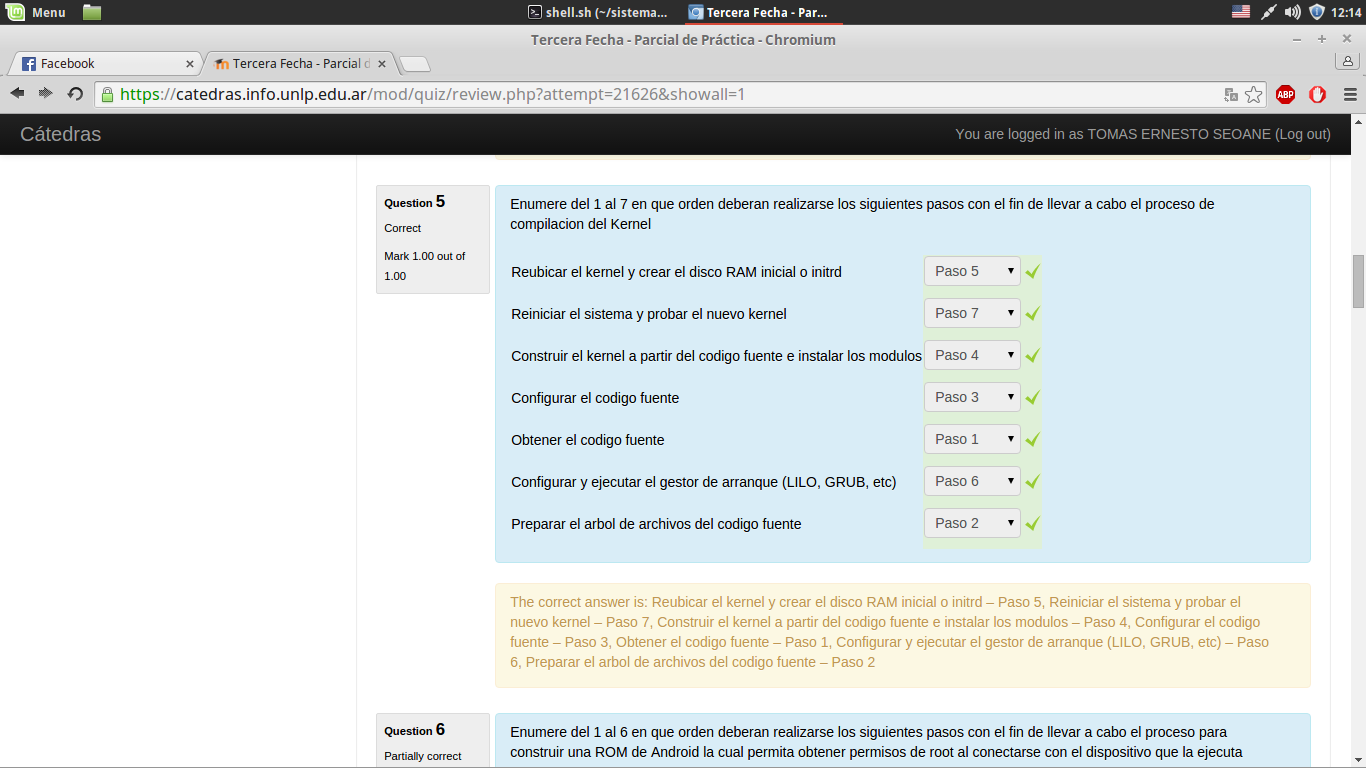 Menu
shell.sh (~/sistema...
Tercera Fecha - Par...
12:14
Tercera Fecha - Parcial de Práctica - Chromium
Facebook
Tercera Fecha - Parcial d
https://catedras.info.unlp.edu.ar/mod/quiz/review.php?attempt=21626&showall=1
ABP
Cátedras
You are logged in as TOMAS ERNESTO SEOANE (Log out)
Question 5
Correct
Mark 1.00 out of
1.00
Enumere del 1 al 7 en que orden deberan realizarse los siguientes pasos con el fin de llevar a cabo el proceso de
compilacion del Kernel
Reubicar el kernel y crear el disco RAM inicial o initrd Paso 5
Reiniciar el sistema y probar el nuevo kernel Paso 7
Construir el kernel a partir del codigo fuente e instalar los modulos Paso 4
Configurar el codigo fuente Paso 3
Obtener el codigo fuente Paso 1
Configurar y ejecutar el gestor de arranque (LILO, GRUB, etc) Paso 6
Preparar el arbol de archivos del codigo fuente Paso 2
The correct answer is: Reubicar el kernel y crear el disco RAM inicial o initrd – Paso 5, Reiniciar el sistema y probar el
nuevo kernel – Paso 7, Construir el kernel a partir del codigo fuente e instalar los modulos – Paso 4, Configurar el codigo
fuente – Paso 3, Obtener el codigo fuente – Paso 1, Configurar y ejecutar el gestor de arranque (LILO, GRUB, etc) – Paso
6, Preparar el arbol de archivos del codigo fuente – Paso 2
Question 6
Partially correct
Enumere del 1 al 6 en que orden deberan realizarse los siguientes pasos con el fin de llevar a cabo el proceso para
construir una ROM de Android la cual permita obtener permisos de root al conectarse con el dispositivo que la ejecuta